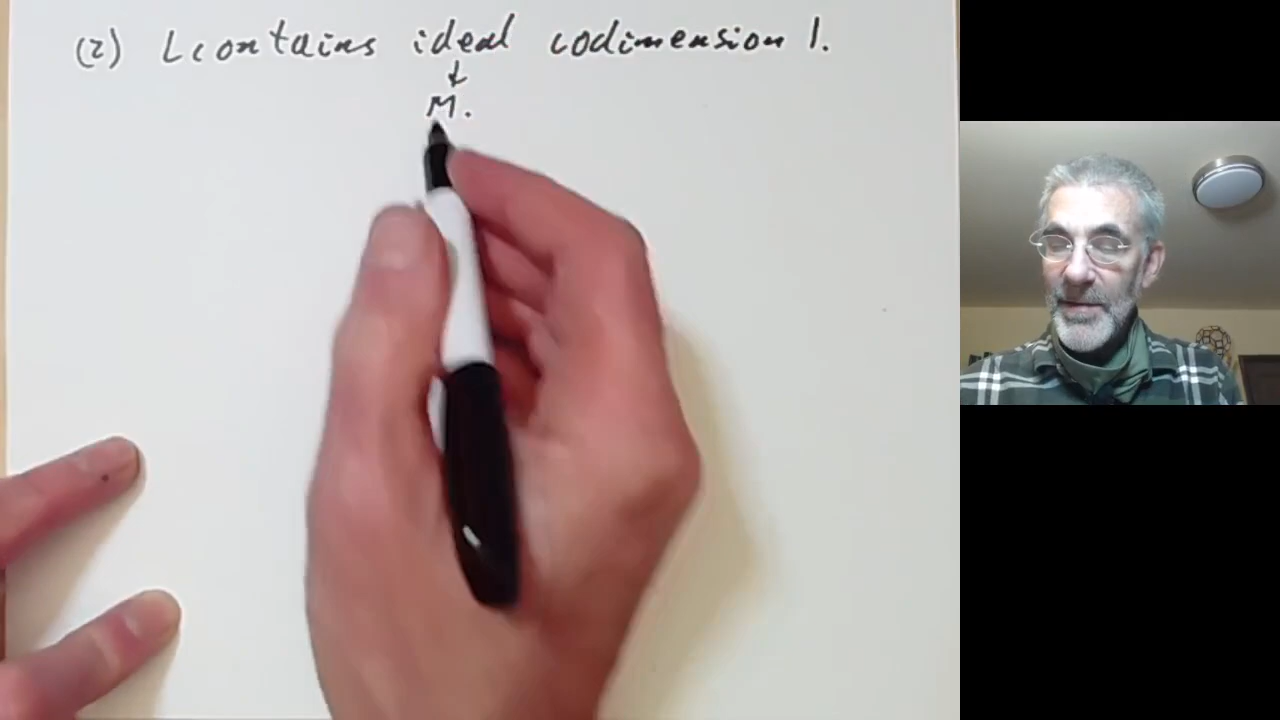 (2) L contains ideal codimension 1.
↓
M.